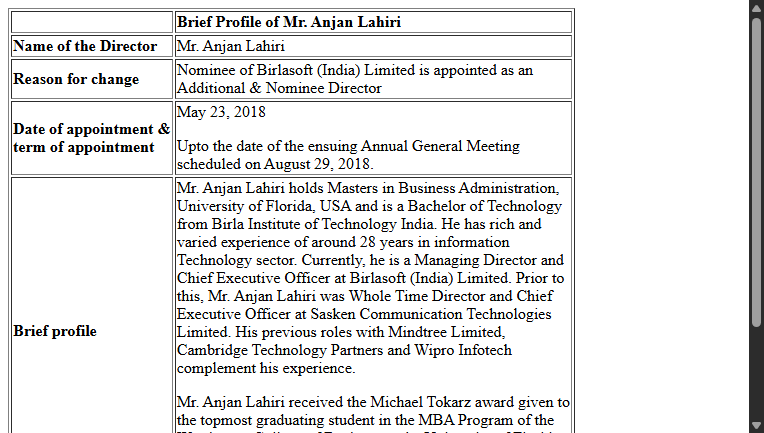 Brief Profile of Mr. Anjan Lahiri
Name of the Director
Mr. Anjan Lahiri
Reason for change
Nominee of Birlasoft (India) Limited is appointed as an
Additional & Nominee Director
Date of appointment &
term of appointment
May 23, 2018
Upto the date of the ensuing Annual General Meeting
scheduled on August 29, 2018.
Brief profile
Mr. Anjan Lahiri holds Masters in Business Administration,
University of Florida, USA and is a Bachelor of Technology
from Birla Institute of Technology India. He has rich and
varied experience of around 28 years in information
Technology sector. Currently, he is a Managing Director and
Chief Executive Officer at Birlasoft (India) Limited. Prior to
this, Mr. Anjan Lahiri was Whole Time Director and Chief
Executive Officer at Sasken Communication Technologies
Limited. His previous roles with Mindtree Limited,
Cambridge Technology Partners and Wipro Infotech
complement his experience.
Mr. Anjan Lahiri received the Michael Tokarz award given to
the topmost graduating student in the MBA Program of the